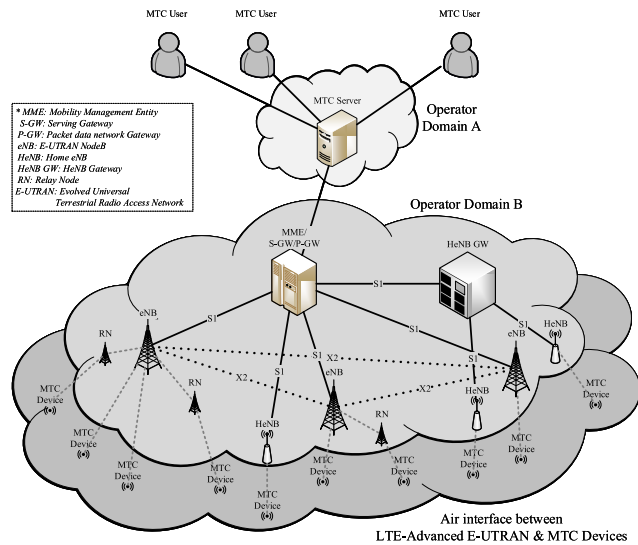 MTC User
MTC User
MTC User
MTC Server
Operator
Domain A
* MME: Mobility Management Entity
S-GW: Serving Gateway
P-GW: Packet data network Gateway
eNB: E-UTRAN NodeB
HeNB: Home eNB
HeNB GW: HeNB Gateway
RN: Relay Node
E-UTRAN: Evolved Universal
Terrestrial Radio Access Network
Operator Domain B
MME/
S-GW/P-GW
HeNB GW
S1
S1
S1
S1
S1
S1
S1
eNB
RN
X2
X2
X2
eNB
HeNB
eNB
RN
HeNB
HeNB
RN
MTC
Device
MTC
Device
MTC
Device
MTC
Device
MTC
Device
MTC
Device
MTC
Device
MTC
Device
MTC
Device
MTC
Device
Air interface between
LTE-Advanced E-UTRAN & MTC Devices